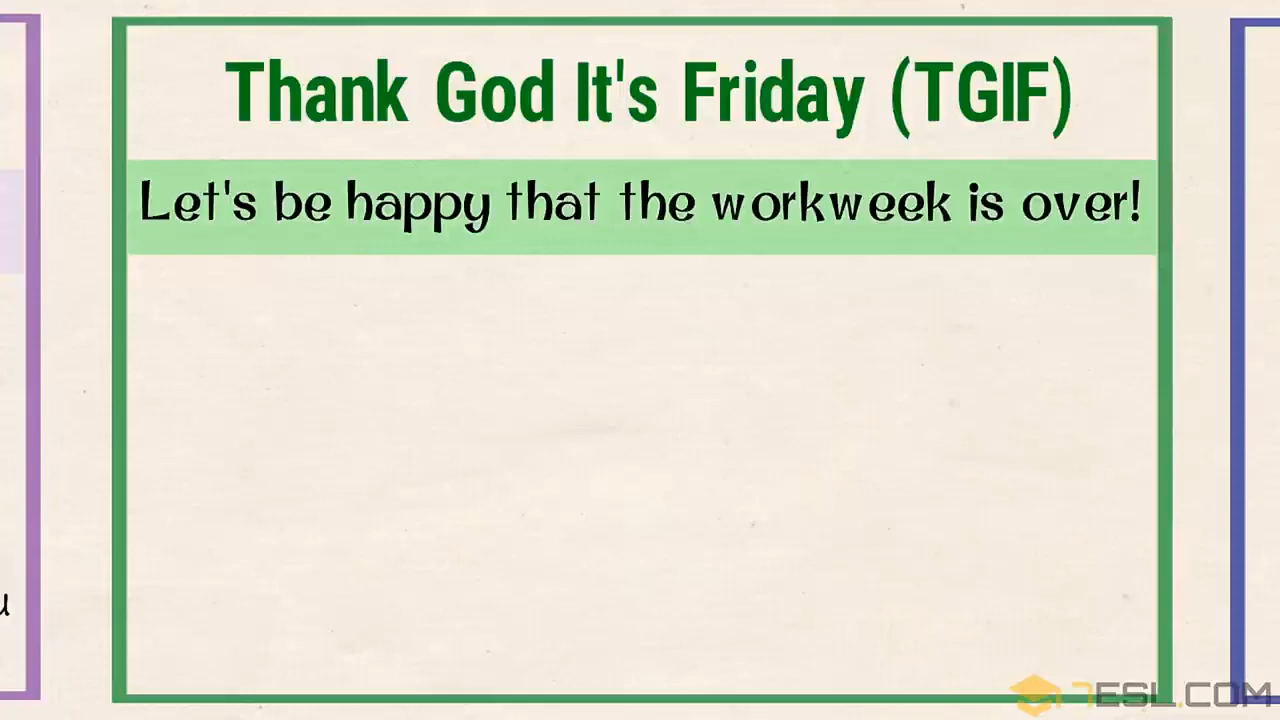 Thank God It's Friday (TGIF)
Let's be happy that the workweek is over!
7ESL.COM